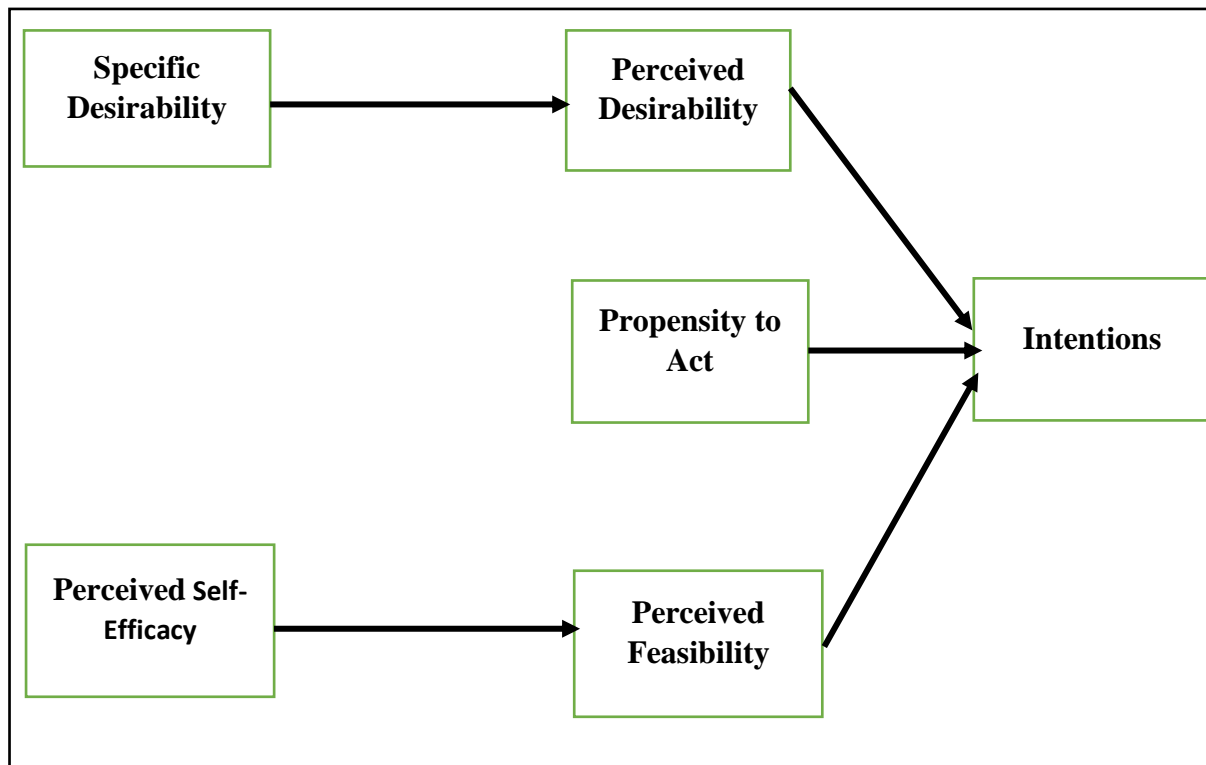 Specific
Desirability
Perceived
Desirability
Propensity to
Act
Intentions
Perceived Self-
Efficacy
Perceived
Feasibility